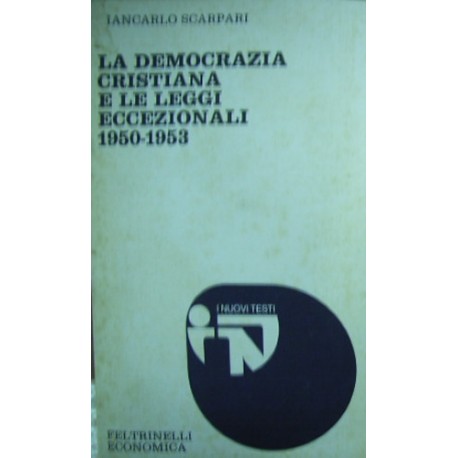 IANCARLO SCARPARI
LA DEMOCRAZIA
CRISTIANA
E LE LEGGI
ECCEZIONALI
1950-1953
I NUOVI TESTI
FELTRINELLI
ECONOMICA